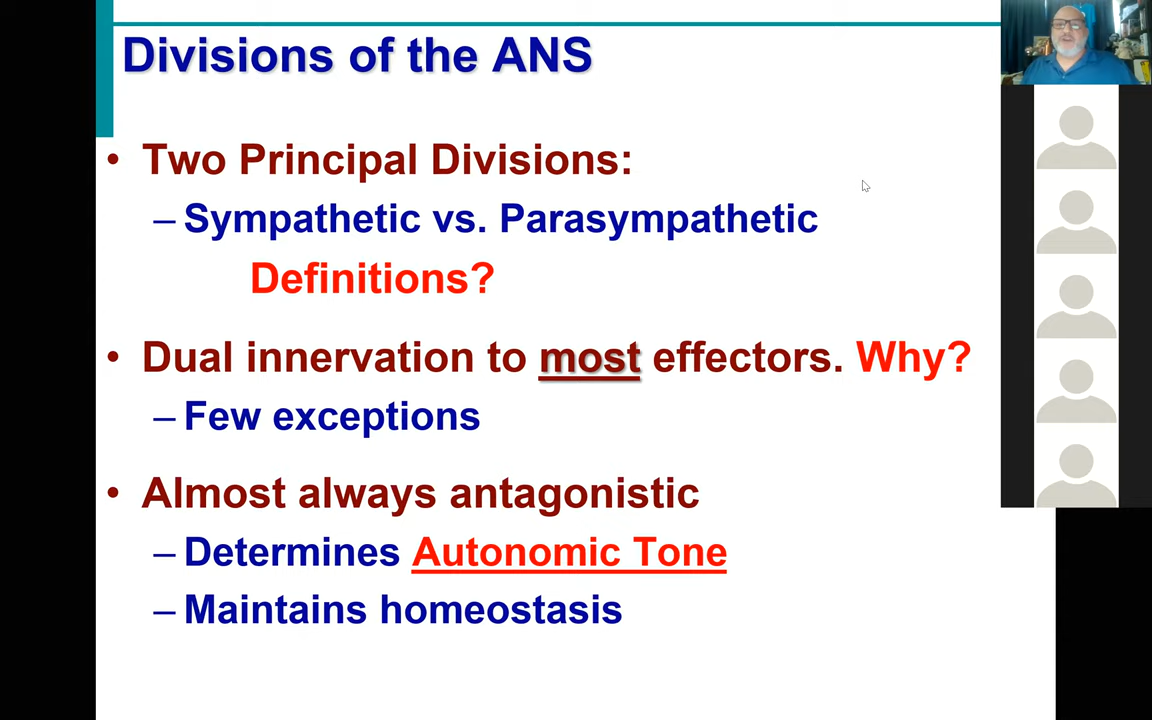 Divisions of the ANS
• Two Principal Divisions:
– Sympathetic vs. Parasympathetic
Definitions?
• Dual innervation to most effectors. Why?
– Few exceptions
• Almost always antagonistic
– Determines Autonomic Tone
– Maintains homeostasis